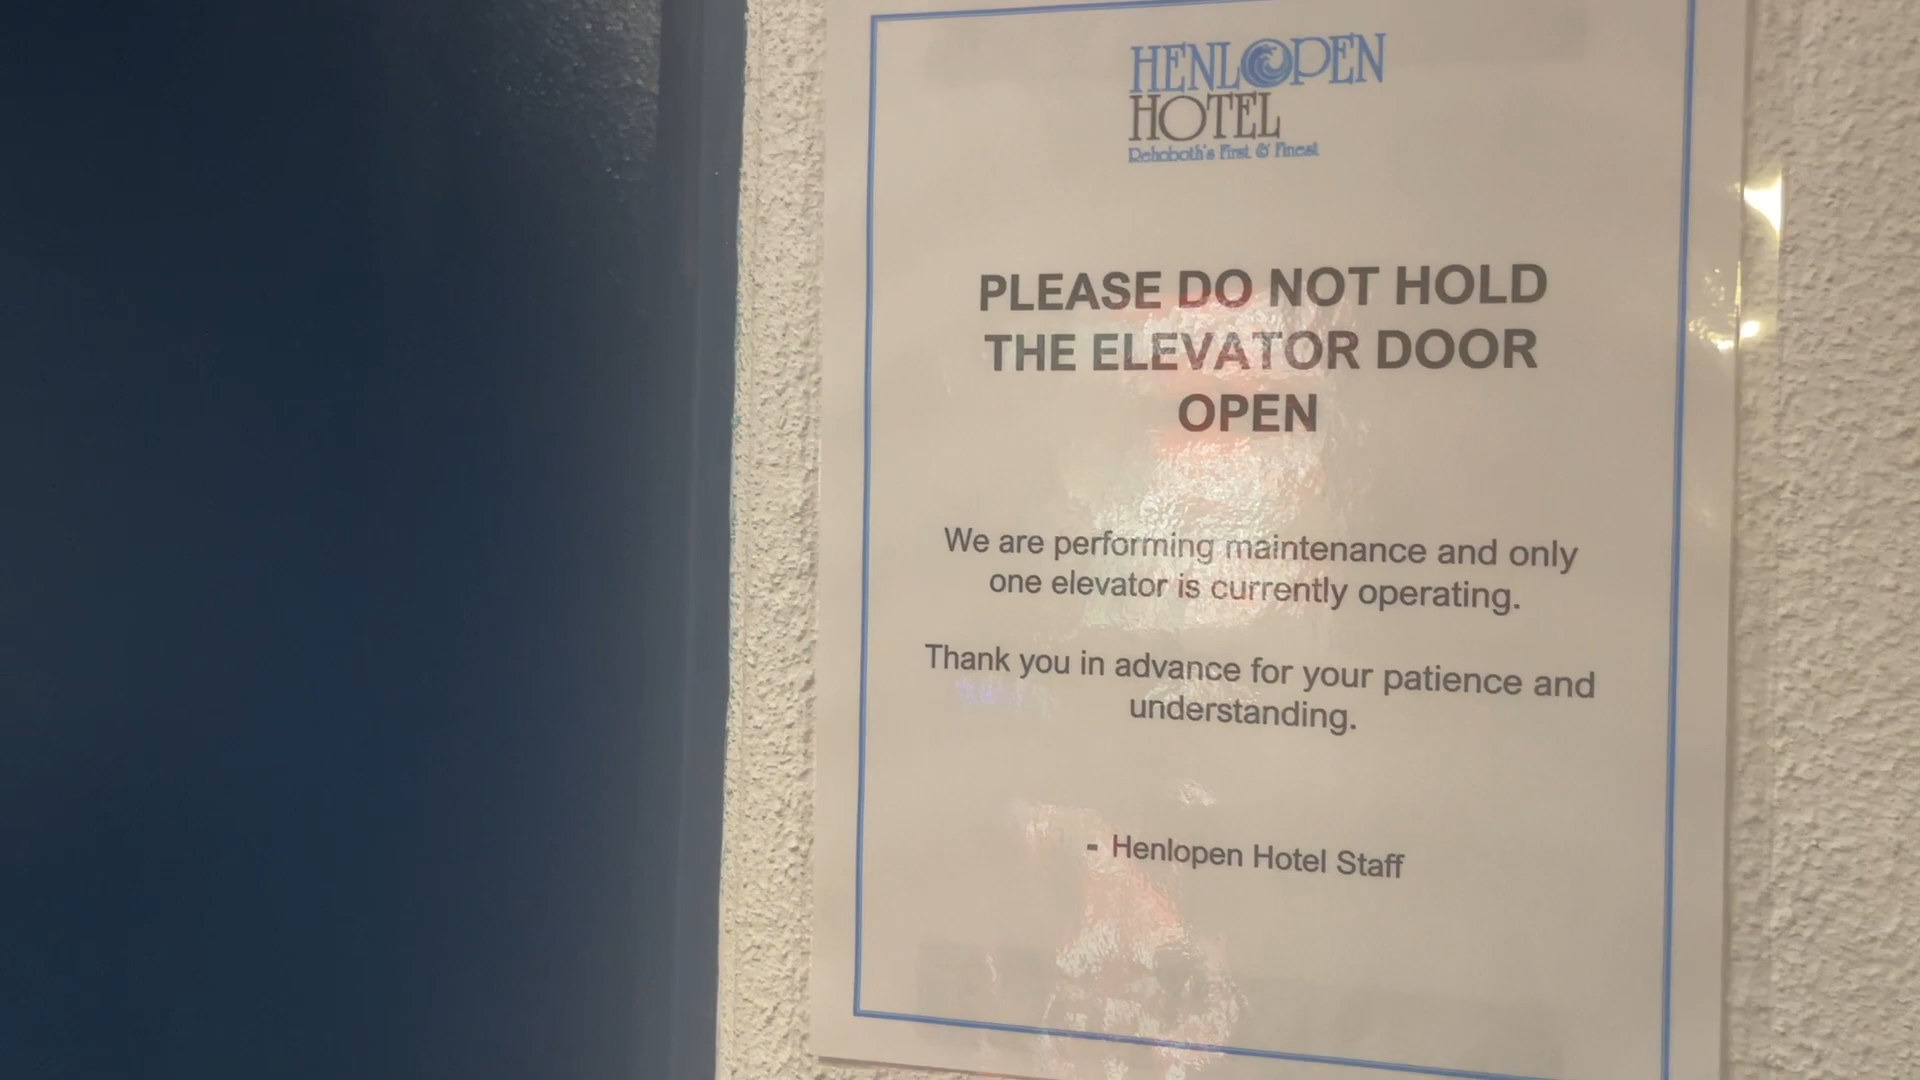 HENLOPEN
HOTEL
Rehoboth's First & Finest
PLEASE DO NOT HOLD
THE ELEVATOR DOOR
OPEN
We are performing maintenance and only
one elevator is currently operating.
Thank you in advance for your patience and
understanding.
- Henlopen Hotel Staff